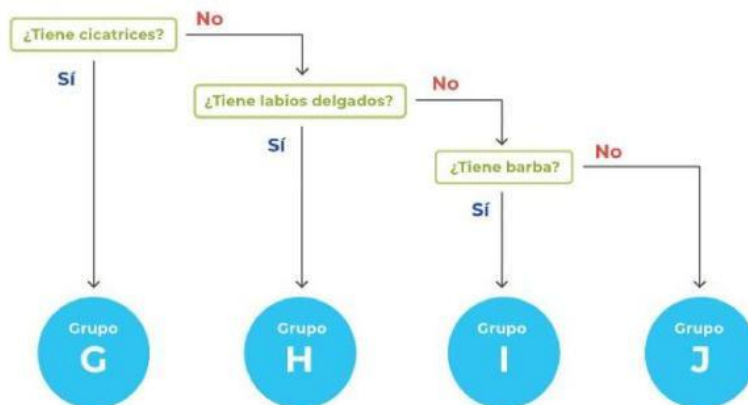 ¿Tiene cicatrices?
No
Sí
¿Tiene labios delgados?
No
Sí
¿Tiene barba?
No
Sí
Grupo
G
Grupo
H
Grupo
I
Grupo
J